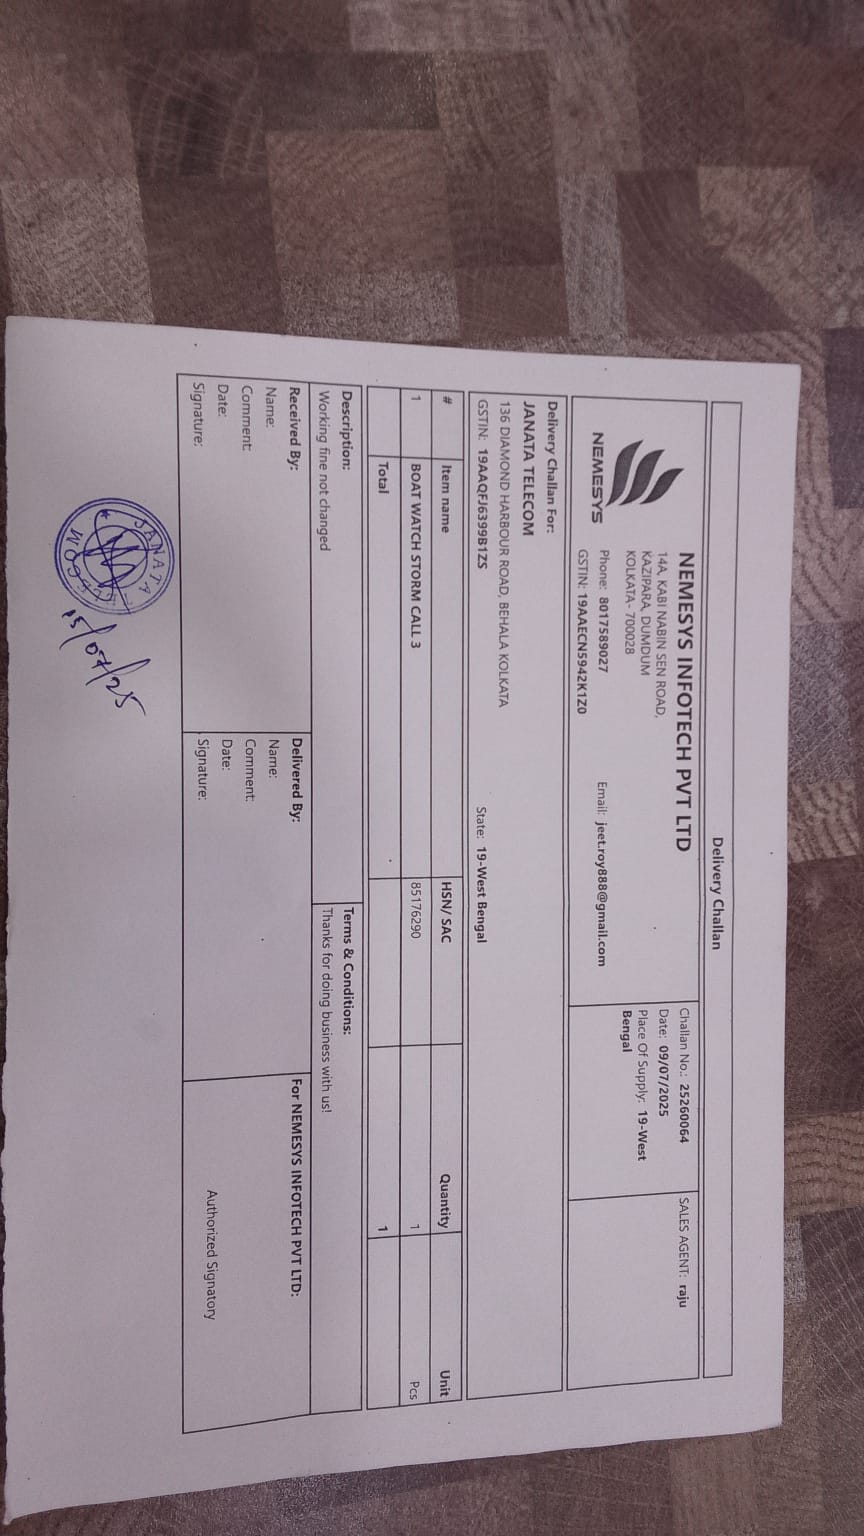 Delivery Challan
NEMESYS
NEMESYS INFOTECH PVT LTD
14A, KABI NABIN SEN ROAD,
KAZIPARA, DUMDUM
KOLKATA- 700028
Phone: 8017589027 Email: jeet.roy888@gmail.com
GSTIN: 19AAECN5942K1Z0
Challan No.: 25260064
Date: 09/07/2025
Place Of Supply: 19-West
Bengal
SALES AGENT: raju
Delivery Challan For:
JANATA TELECOM
136 DIAMOND HARBOUR ROAD, BEHALA KOLKATA
GSTIN: 19AAQFJ6399B1ZS State: 19-West Bengal
# Item name HSN/ SAC Quantity Unit
1 BOAT WATCH STORM CALL 3 85176290 1 Pcs
Total 1
Description:
Working fine not changed
Terms & Conditions:
Thanks for doing business with us!
Received By:
Name:
Comment:
Date:
Signature:
Delivered By:
Name:
Comment:
Date:
Signature:
For NEMESYS INFOTECH PVT LTD:
Authorized Signatory
JANATA
15/07/25